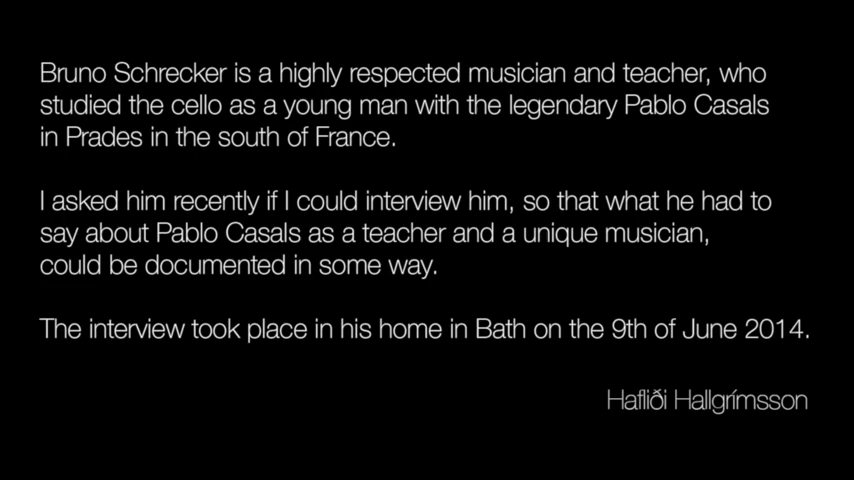 Bruno Schrecker is a highly respected musician and teacher, who
studied the cello as a young man with the legendary Pablo Casals
in Prades in the south of France.
I asked him recently if I could interview him, so that what he had to
say about Pablo Casals as a teacher and a unique musician,
could be documented in some way.
The interview took place in his home in Bath on the 9th of June 2014.
Hafliði Hallgrímsson